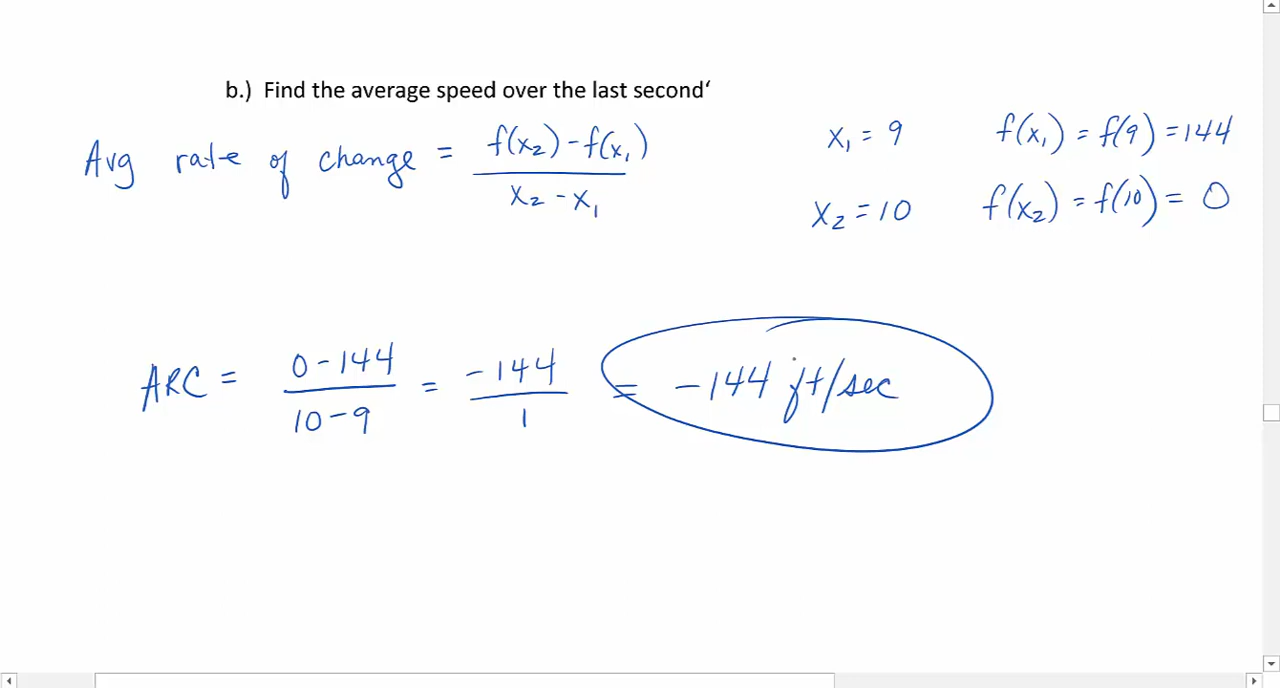 b.) Find the average speed over the last second‘
Avg rate of change = f(x₂) - f(x₁) / x₂ - x₁
x₁ = 9 f(x₁) = f(9) = 144
x₂ = 10 f(x₂) = f(10) = 0
ARC = 0 - 144 / 10 - 9 = -144 / 1 = -144 ft/sec